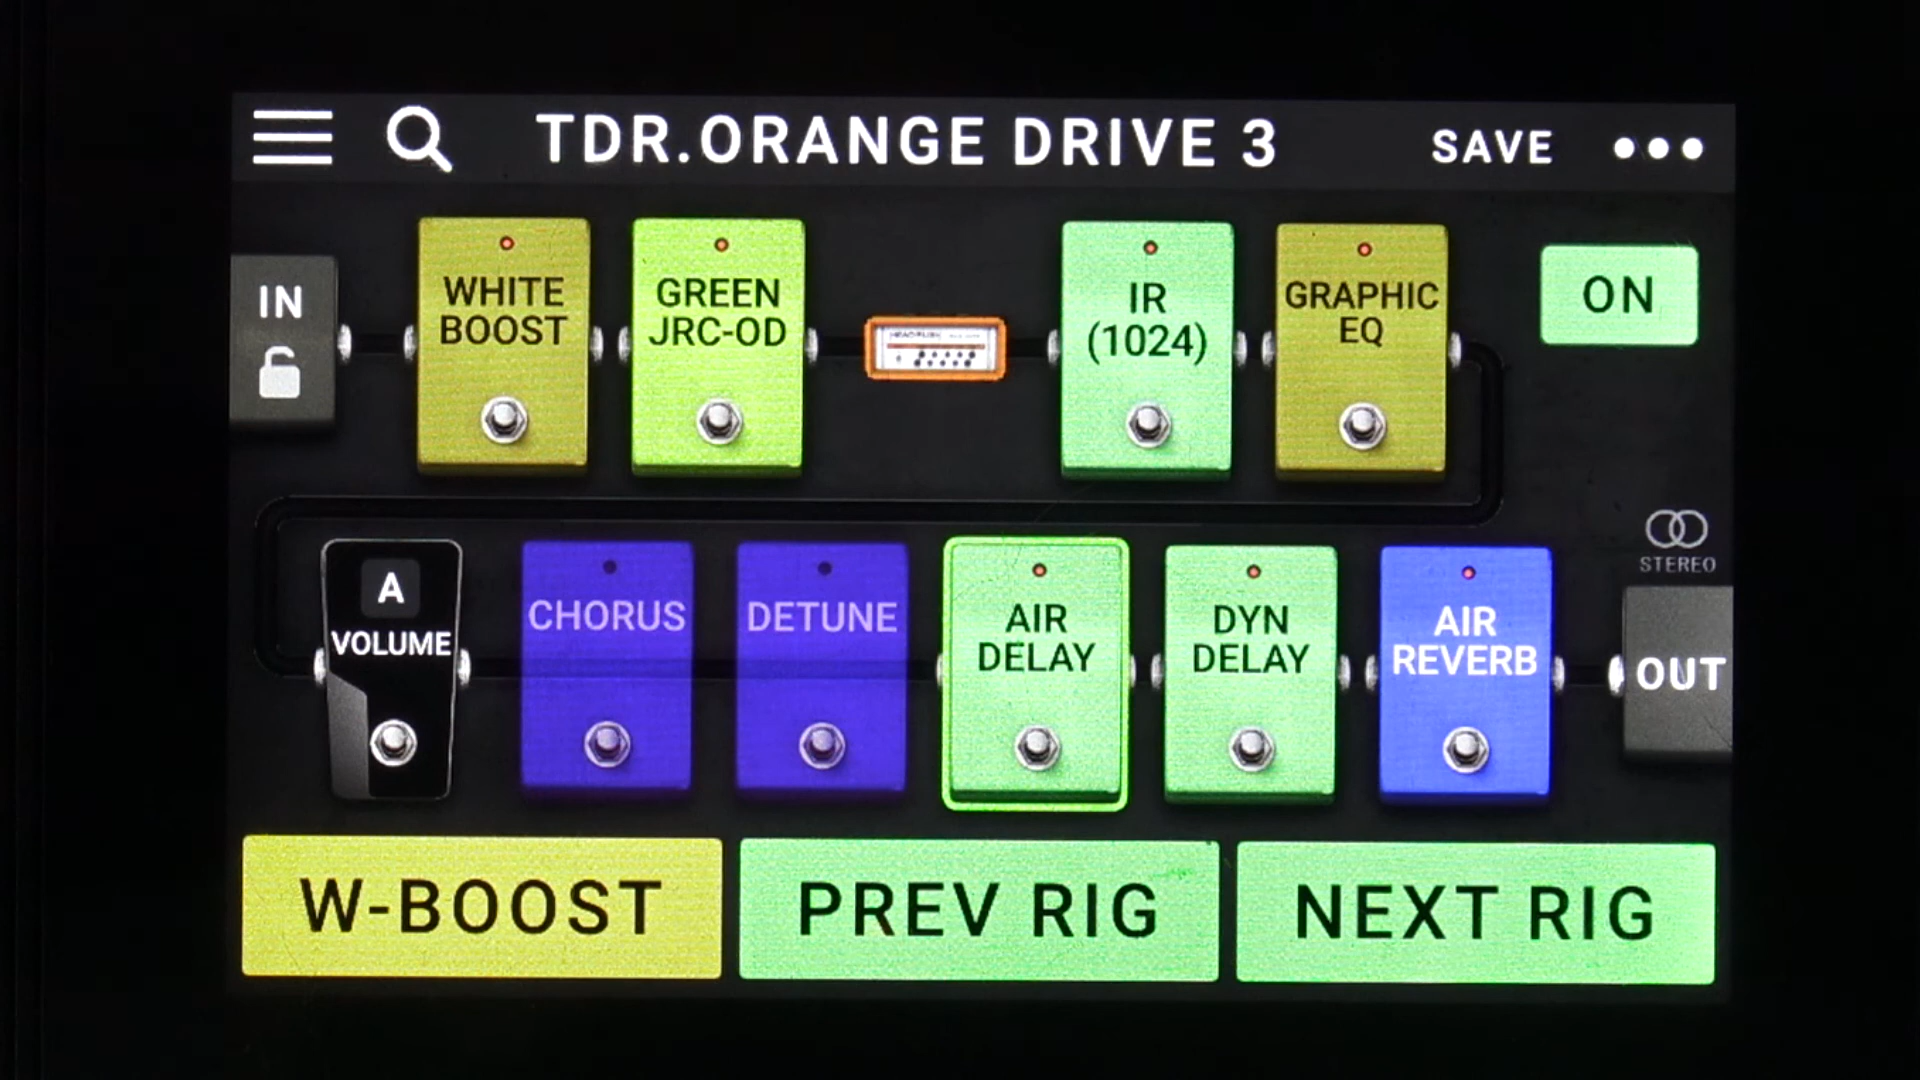 TDR.ORANGE DRIVE 3
SAVE
IN
WHITE
BOOST
GREEN
JRC-OD
IR
(1024)
GRAPHIC
EQ
ON
A
VOLUME
CHORUS
DETUNE
AIR
DELAY
DYN
DELAY
AIR
REVERB
STEREO
OUT
W-BOOST
PREV RIG
NEXT RIG